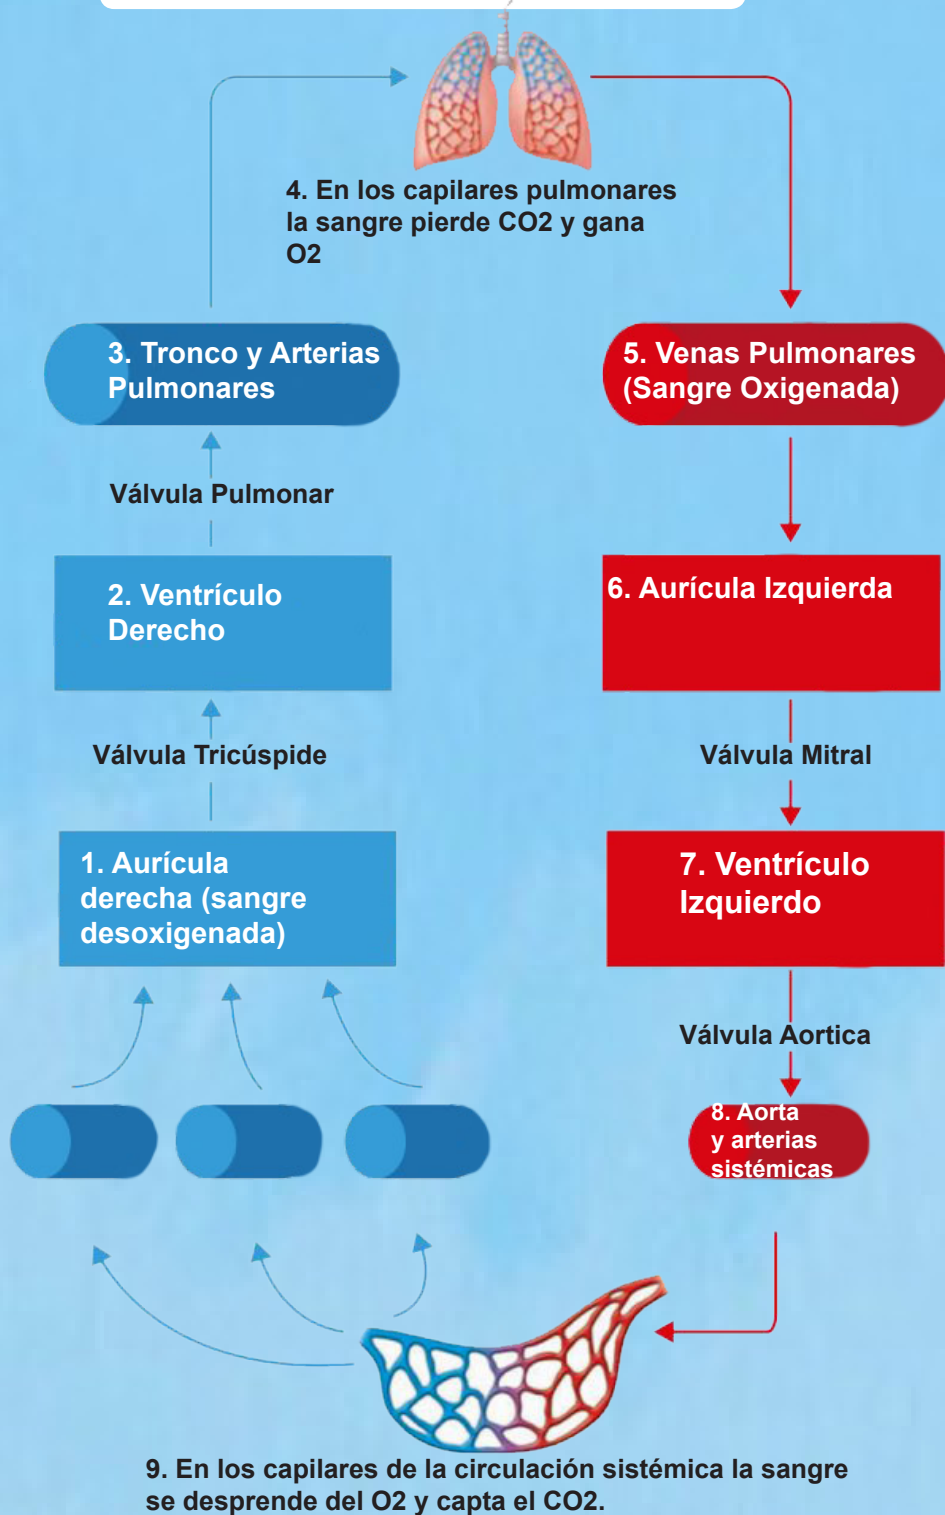 4. En los capilares pulmonares
la sangre pierde CO2 y gana
O2
3. Tronco y Arterias
Pulmonares
5. Venas Pulmonares
(Sangre Oxigenada)
Válvula Pulmonar
2. Ventrículo
Derecho
6. Aurícula Izquierda
Válvula Tricúspide
Válvula Mitral
1. Aurícula
derecha (sangre
desoxigenada)
7. Ventrículo
Izquierdo
Válvula Aortica
8. Aorta
y arterias
sistémicas
9. En los capilares de la circulación sistémica la sangre
se desprende del O2 y capta el CO2.